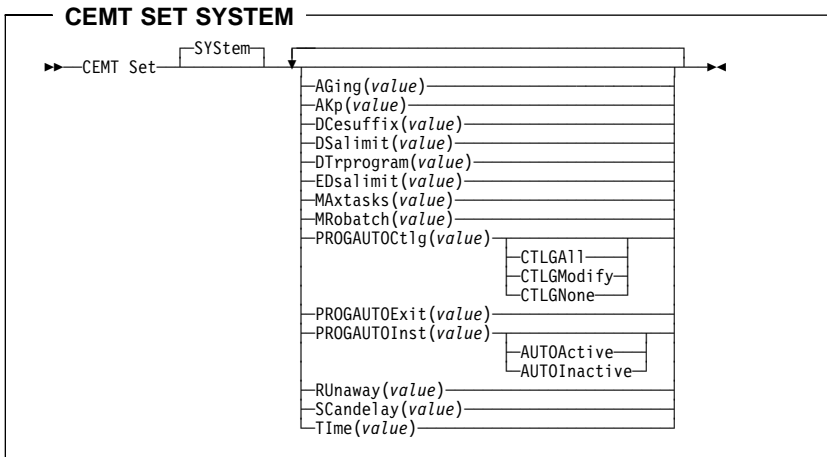 CEMT SET SYSTEM
SYStem
CEMT Set
AGing(value)
AKp(value)
DCesuffix(value)
DSalimit(value)
DTrprogram(value)
EDsalimit(value)
MAxtasks(value)
MRobatch(value)
PROGAUTOCtlg(value)
CTLGAll
CTLGModify
CTLGNone
PROGAUTOExit(value)
PROGAUTOInst(value)
AUTOActive
AUTOInactive
RUnaway(value)
SCandelay(value)
TIme(value)